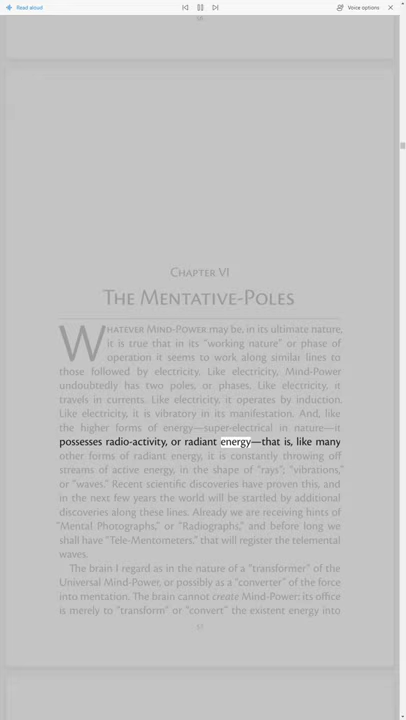 Read aloud
Voice options
CHAPTER VI
THE MENTATIVE-POLES
WHATEVER MIND-POWER may be, in its ultimate nature,
it is true that in its "working nature" or phase of
operation it seems to work along similar lines to
those followed by electricity. Like electricity, Mind-Power
undoubtedly has two poles, or phases. Like electricity, it
travels in currents. Like electricity, it operates by induction.
Like electricity, it is vibratory in its manifestation. And, like
the higher forms of energy—super-electrical in nature—it
possesses radio-activity, or radiant energy—that is, like many
other forms of radiant energy, it is constantly throwing off
streams of active energy, in the shape of "rays"; "vibrations,"
or "waves." Recent scientific discoveries have proven this, and
in the next few years the world will be startled by additional
discoveries along these lines. Already we are receiving hints of
"Mental Photographs," or "Radiographs," and before long we
shall have "Tele-Mentometers," that will register the telemental
waves.
The brain I regard as in the nature of a "transformer" of the
Universal Mind-Power, or possibly as a "converter" of the force
into mentation. The brain cannot create Mind-Power: its office
is merely to "transform" or "convert" the existent energy into